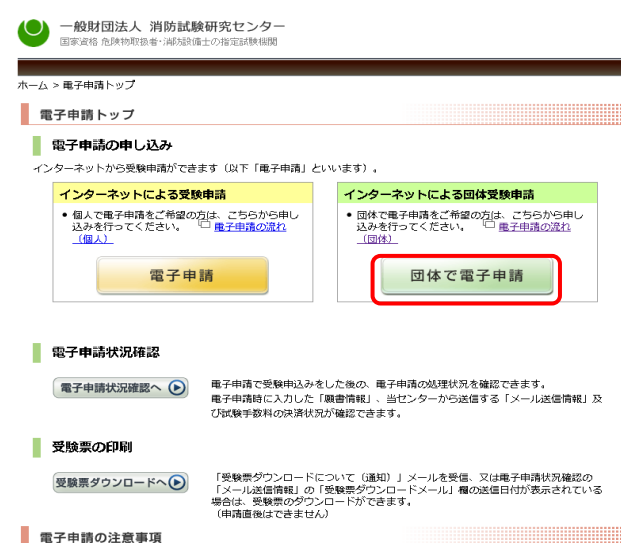 一般財団法人 消防試験研究センター
国家資格 危険物取扱者・消防設備士の指定試験機関
ホーム > 電子申請トップ
電子申請トップ
電子申請の申し込み
インターネットから受験申請ができます（以下「電子申請」といいます）。
インターネットによる受験申請
• 個人で電子申請をご希望の方は、こちらから申し
込みを行ってください。 電子申請の流れ
（個人）
電子申請
インターネットによる団体受験申請
• 団体で電子申請をご希望の方は、こちらから申し
込みを行ってください。 電子申請の流れ
（団体）
団体で電子申請
電子申請状況確認
電子申請状況確認へ
電子申請で受験申込みをした後の、電子申請の処理状況を確認できます。
電子申請時に入力した「願書情報」、当センターから送信する「メール送信情報」及
び試験手数料の決済状況が確認できます。
受験票の印刷
受験票ダウンロードへ
「受験票ダウンロードについて（通知）」メールを受信、又は電子申請状況確認の
「メール送信情報」の「受験票ダウンロードメール」欄の送信日付が表示されている
場合は、受験票のダウンロードができます。
（申請直後はできません）
電子申請の注意事項